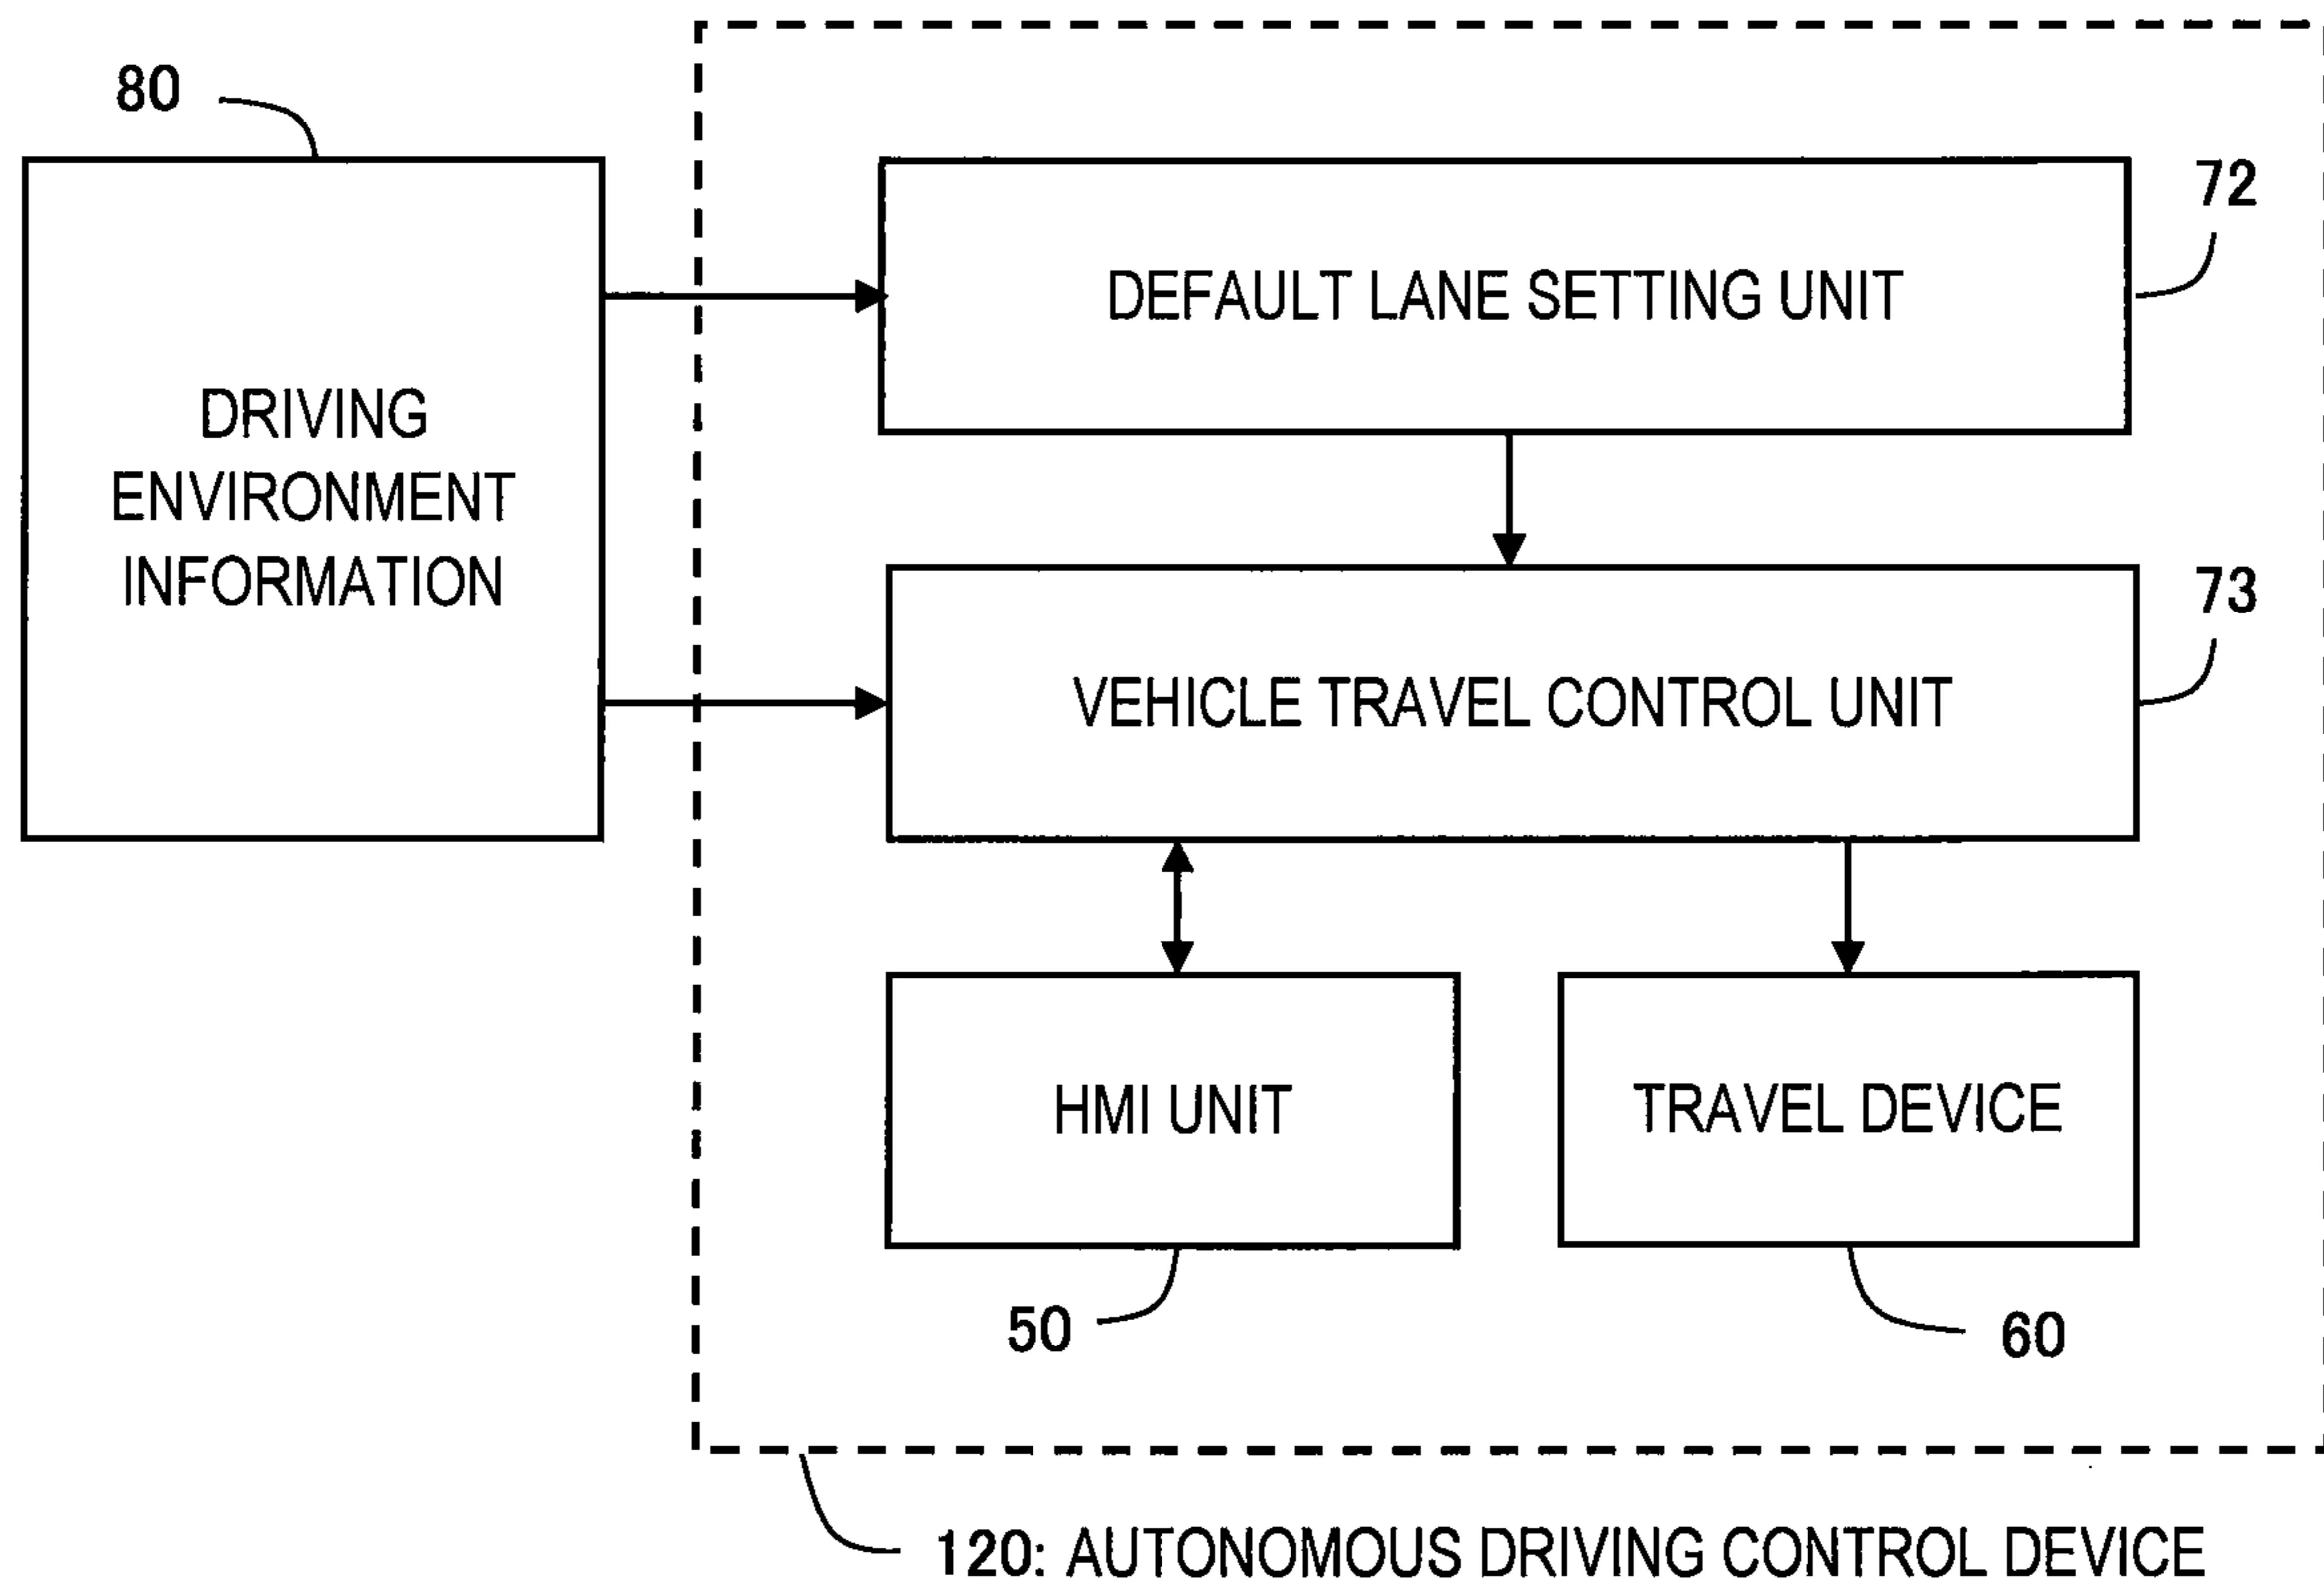 80
72
DEFAULT LANE SETTING UNIT
DRIVING
ENVIRONMENT
INFORMATION
73
VEHICLE TRAVEL CONTROL UNIT
HMI UNIT
TRAVEL DEVICE
50
60
120: AUTONOMOUS DRIVING CONTROL DEVICE